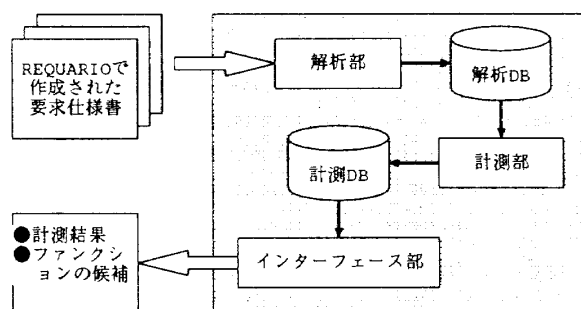 REQUARIOで
作成された
要求仕様書
解析部
解析DB
計測DB
計測部
●計測結果
●ファンクシ
ョンの候補
インターフェース部